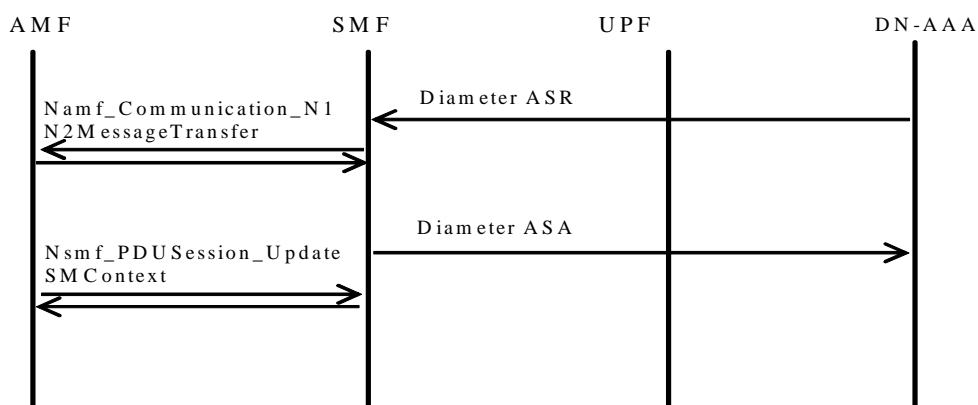 AMF
SMF
UPF
DN-AAA
Diameter ASR
Namf_Communication_N1
N2MessageTransfer
Diameter ASA
Nsmf_PDUSession_Update
SMContext